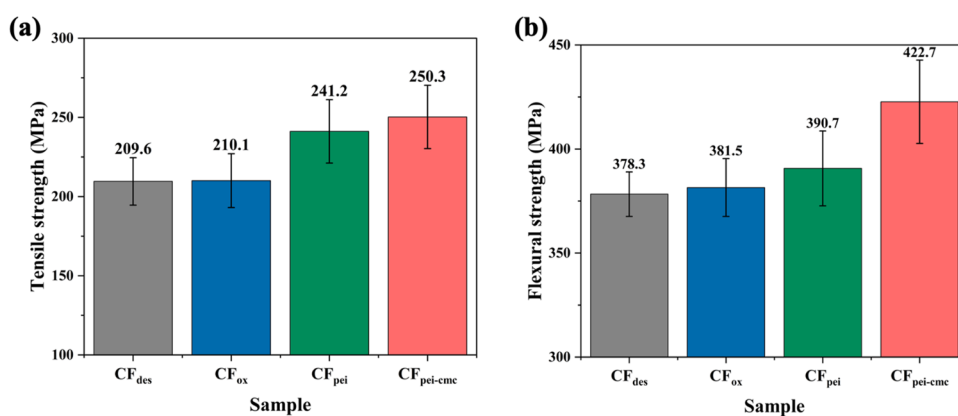 (a)
Tensile strength (MPa)
300
250
200
150
100
209.6
210.1
241.2
250.3
CFdes
CFox
CFpei
CFpei-cmc
Sample
(b)
Flexural strength (MPa)
450
400
350
300
378.3
381.5
390.7
422.7
CFdes
CFox
CFpei
CFpei-cmc
Sample